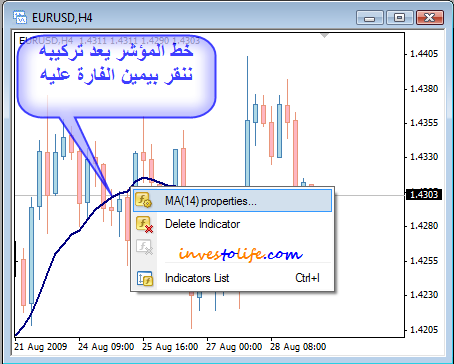 EURUSD,H4
EURUSD,H4 1.4311 1.4311
خط المؤشر يعد تركيبه
ننقر بيمين الفارة عليه
1.4405
1.4380
1.4355
1.4330
1.4303
1.4280
1.4255
1.4230
1.4205
MA(14) properties...
Delete Indicator
investolife.com
Indicators List Ctrl+I
21 Aug 2009 24 Aug 09:00 25 Aug 16:00 27 Aug 00:00 28 Aug 08:00